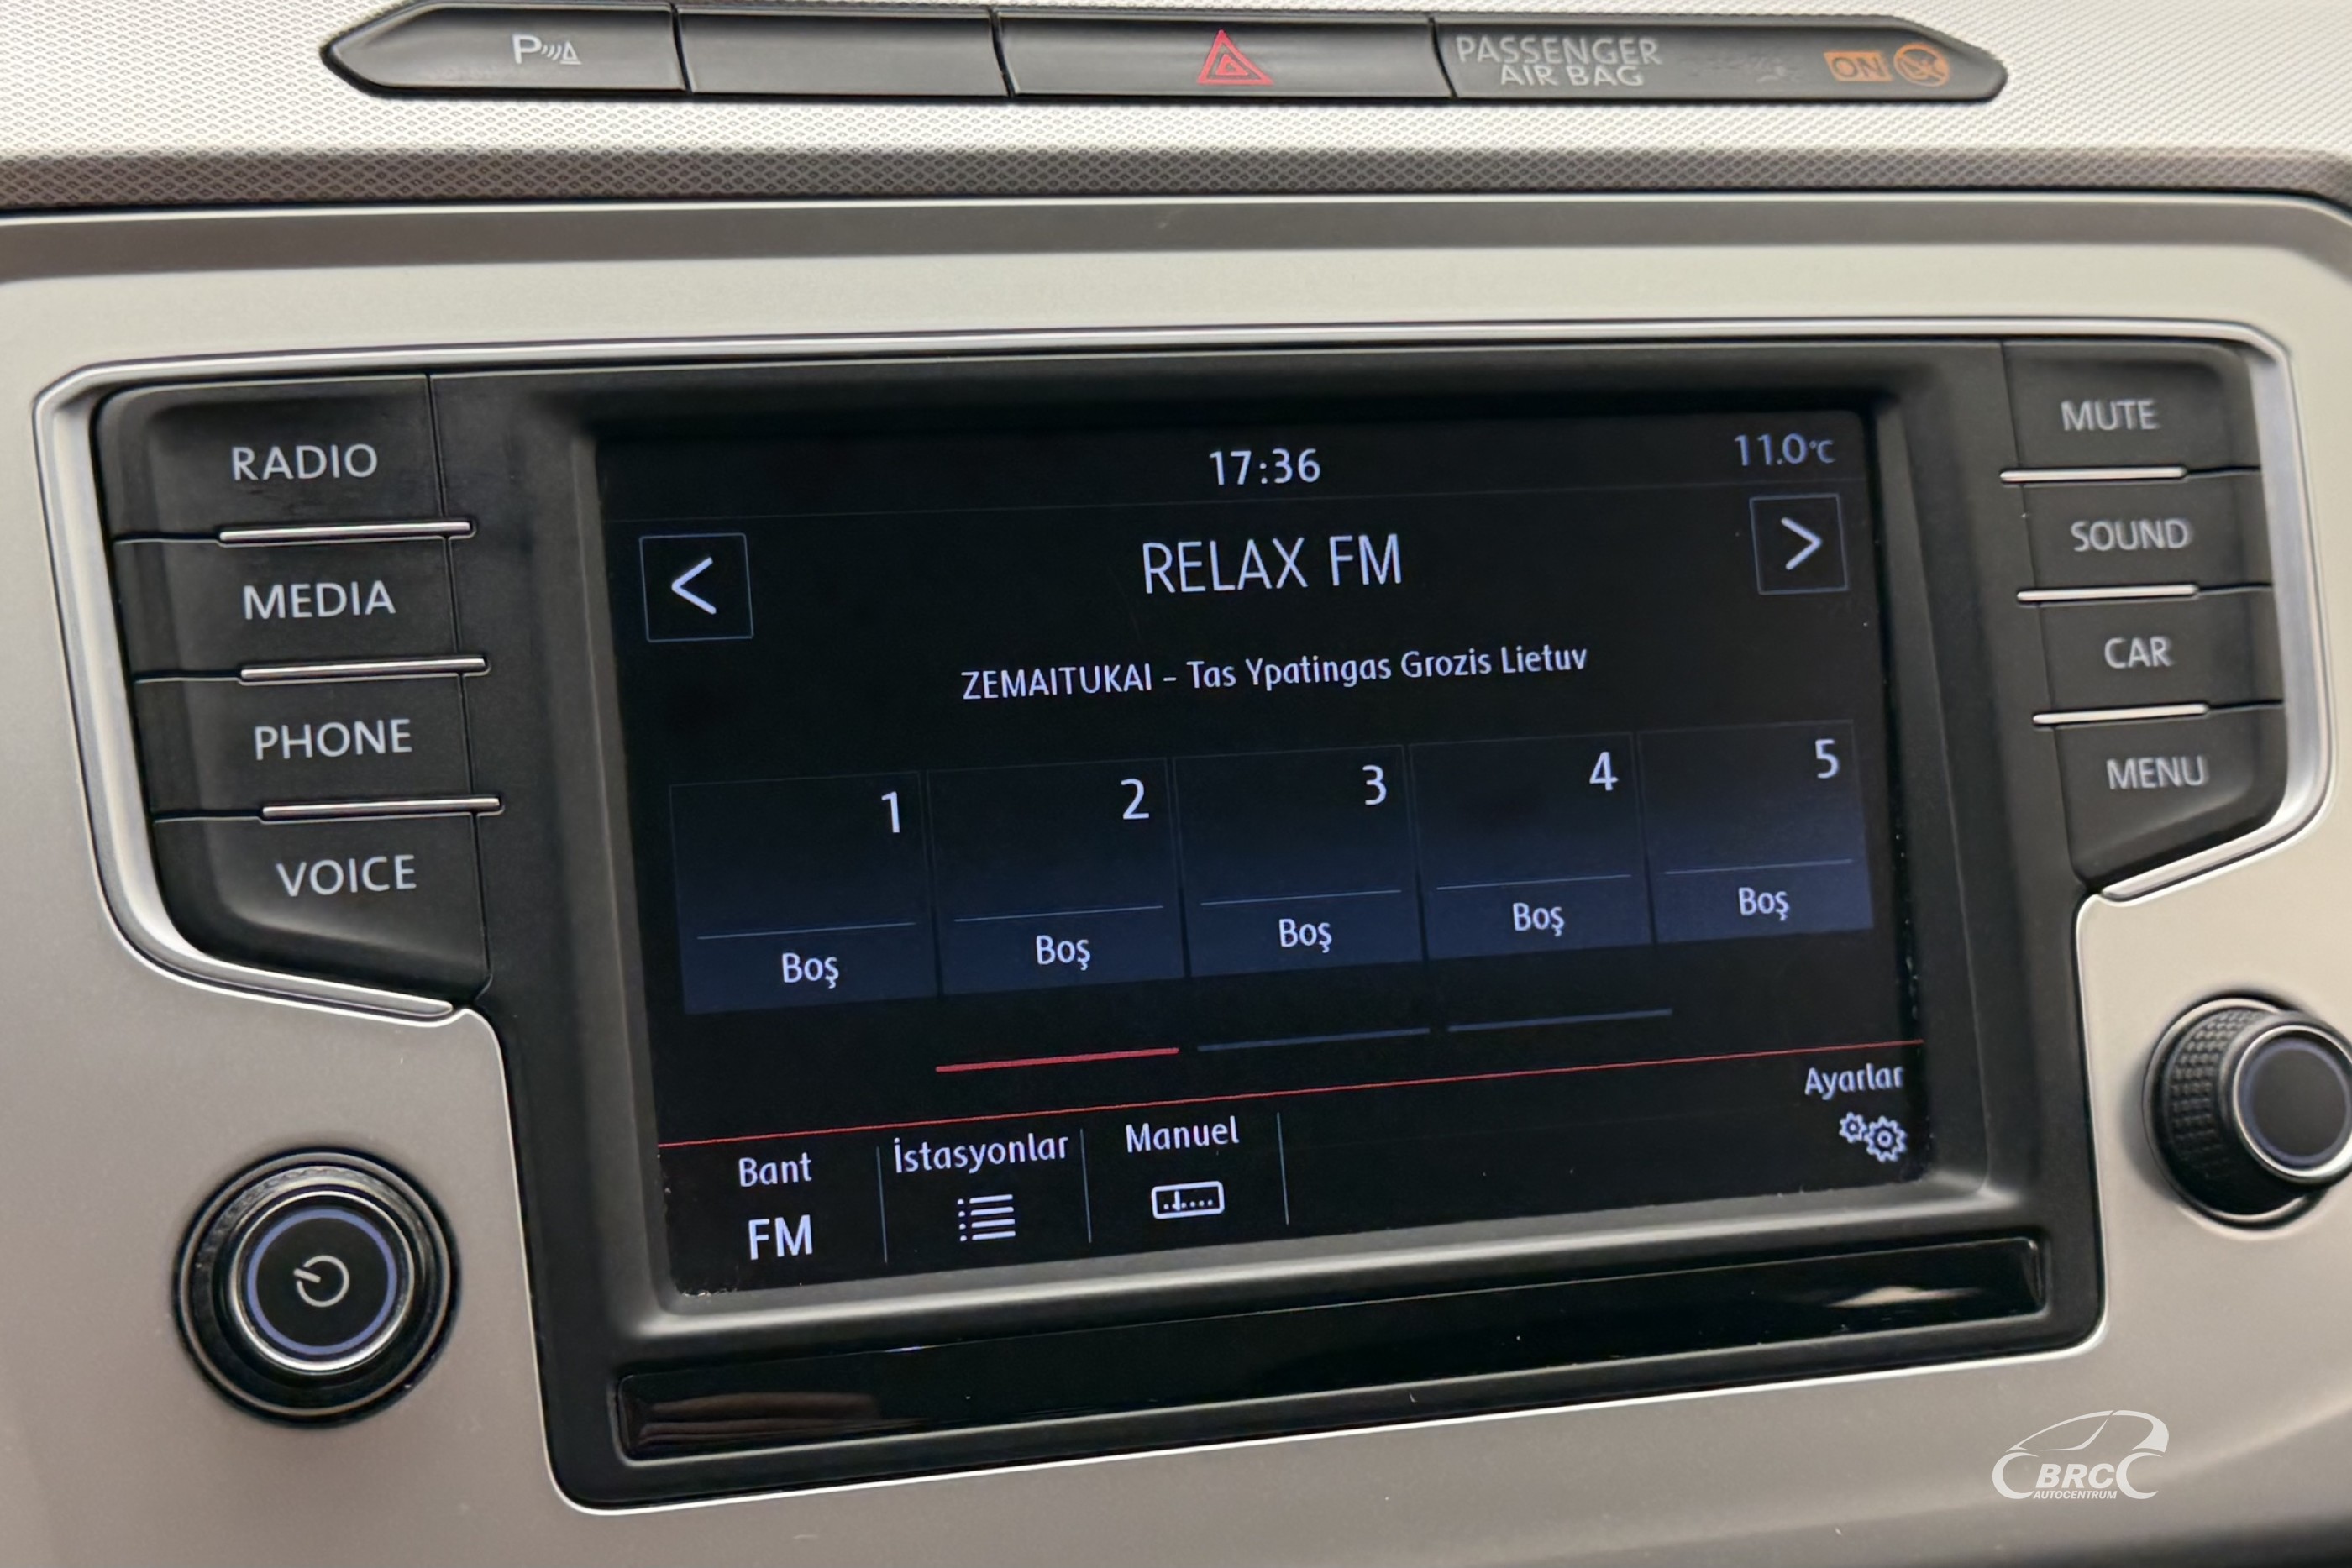 P
PASSENGER
AIR BAG
ON
RADIO
MEDIA
PHONE
VOICE
17:36
11.0°C
<
RELAX FM
>
ZEMAITUKAI - Tas Ypatingas Grozis Lietuv
1
2
3
4
5
Boş
Boş
Boş
Boş
Boş
Bant
FM
İstasyonlar
Manuel
Ayarlar
MUTE
SOUND
CAR
MENU
BRC
AUTOCENTRUM